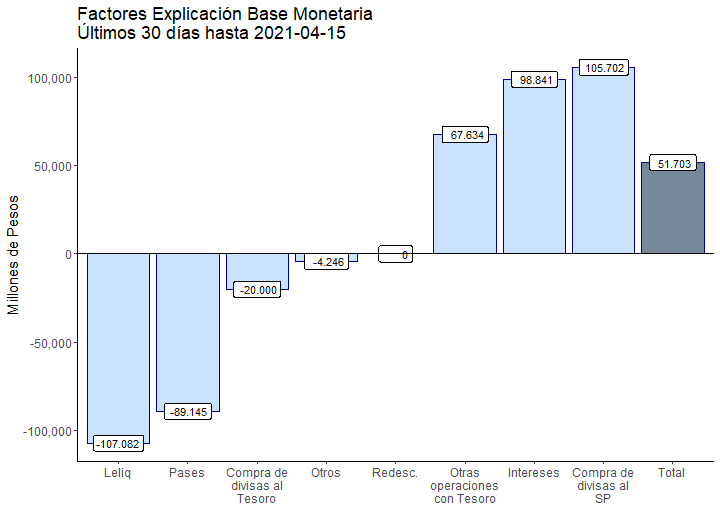 Factores Explicación Base Monetaria
Últimos 30 días hasta 2021-04-15
Millones de Pesos
100,000
50,000
0
-50,000
-100,000
-107.082
-89.145
-20.000
-4.246
0
67.634
98.841
105.702
51.703
Leliq
Pases
Compra de
divisas al
Tesoro
Otros
Redesc.
Otras
operaciones
con Tesoro
Intereses
Compra de
divisas al
SP
Total